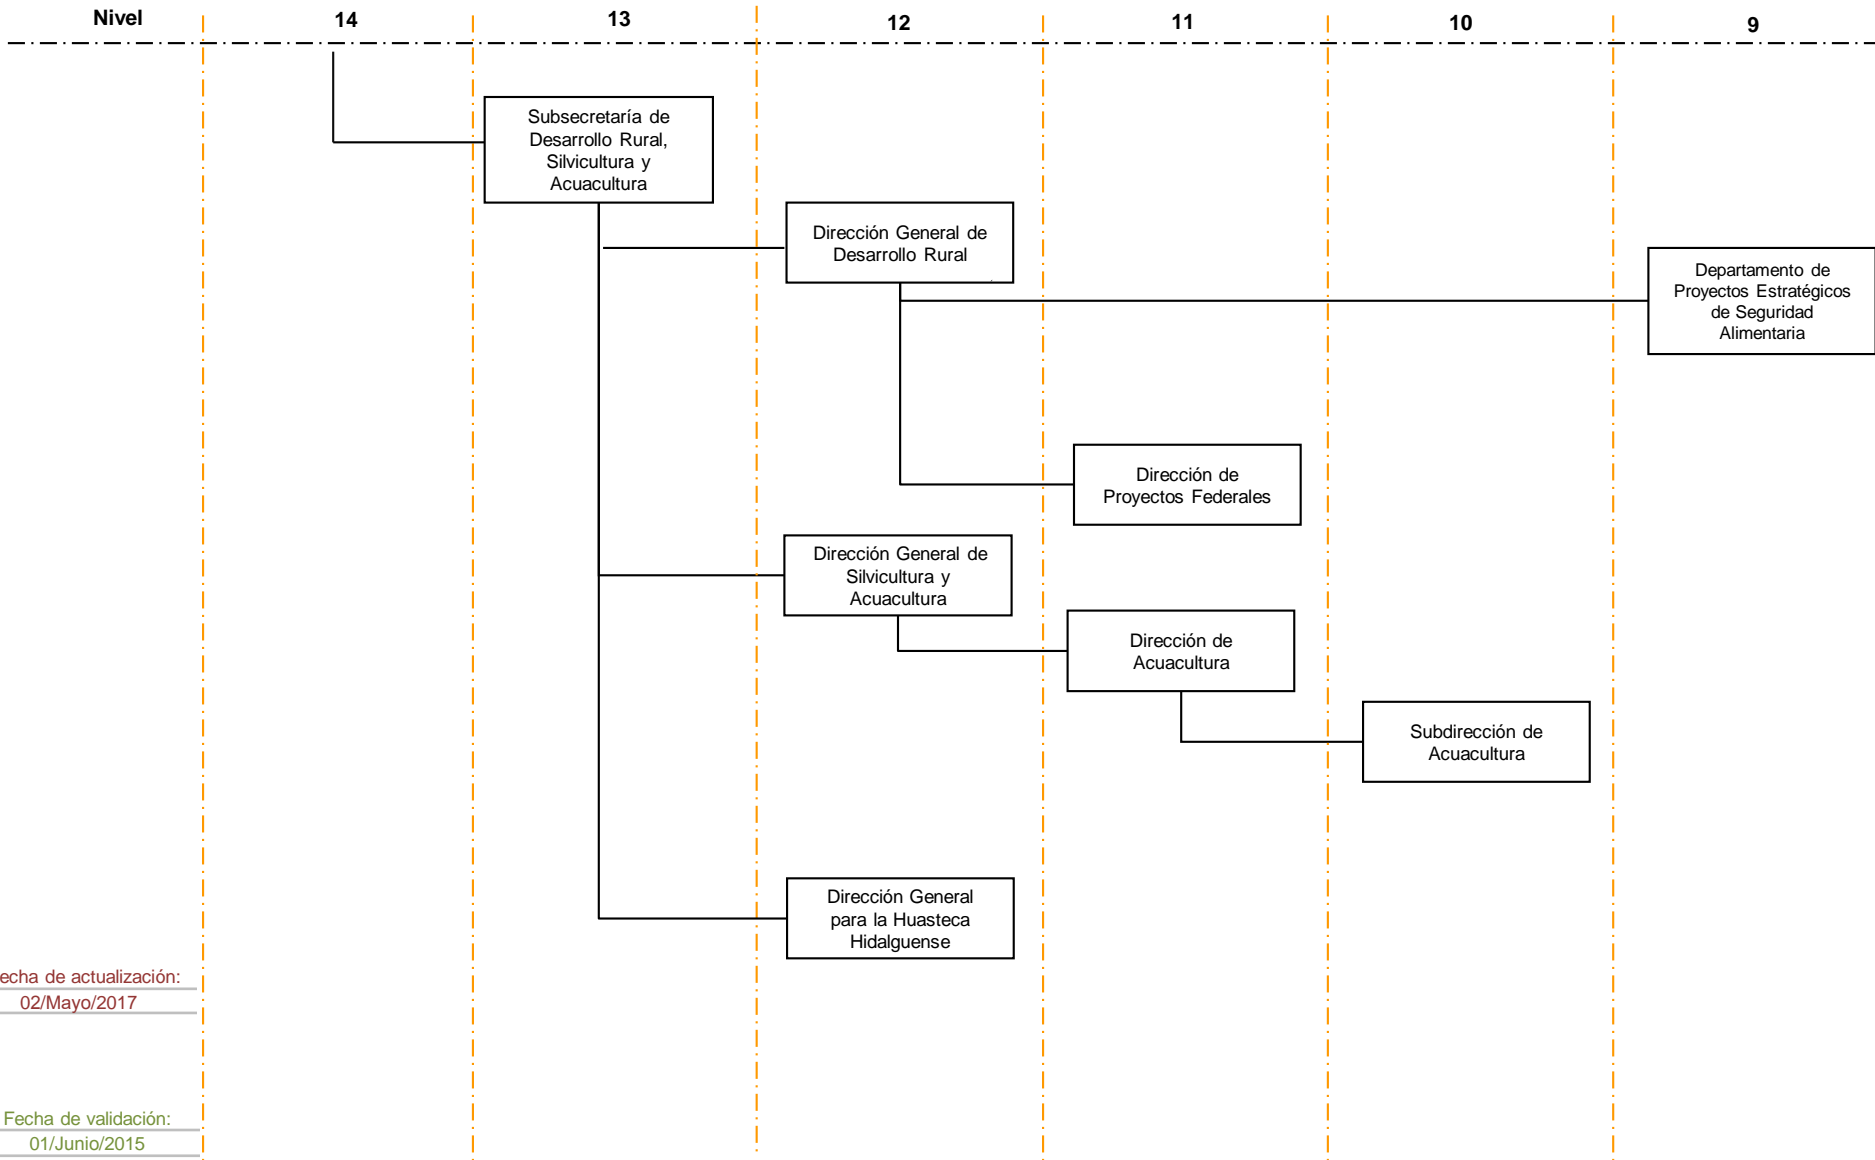 Nivel 14 13 12 11 10 9
Subsecretaría de
Desarrollo Rural,
Silvicultura y
Acuacultura
Dirección General de
Desarrollo Rural
Departamento de
Proyectos Estratégicos
de Seguridad
Alimentaria
Dirección de
Proyectos Federales
Dirección General de
Silvicultura y
Acuacultura
Dirección de
Acuacultura
Subdirección de
Acuacultura
Dirección General
para la Huasteca
Hidalguense
echa de actualización:
02/Mayo/2017
Fecha de validación:
01/Junio/2015